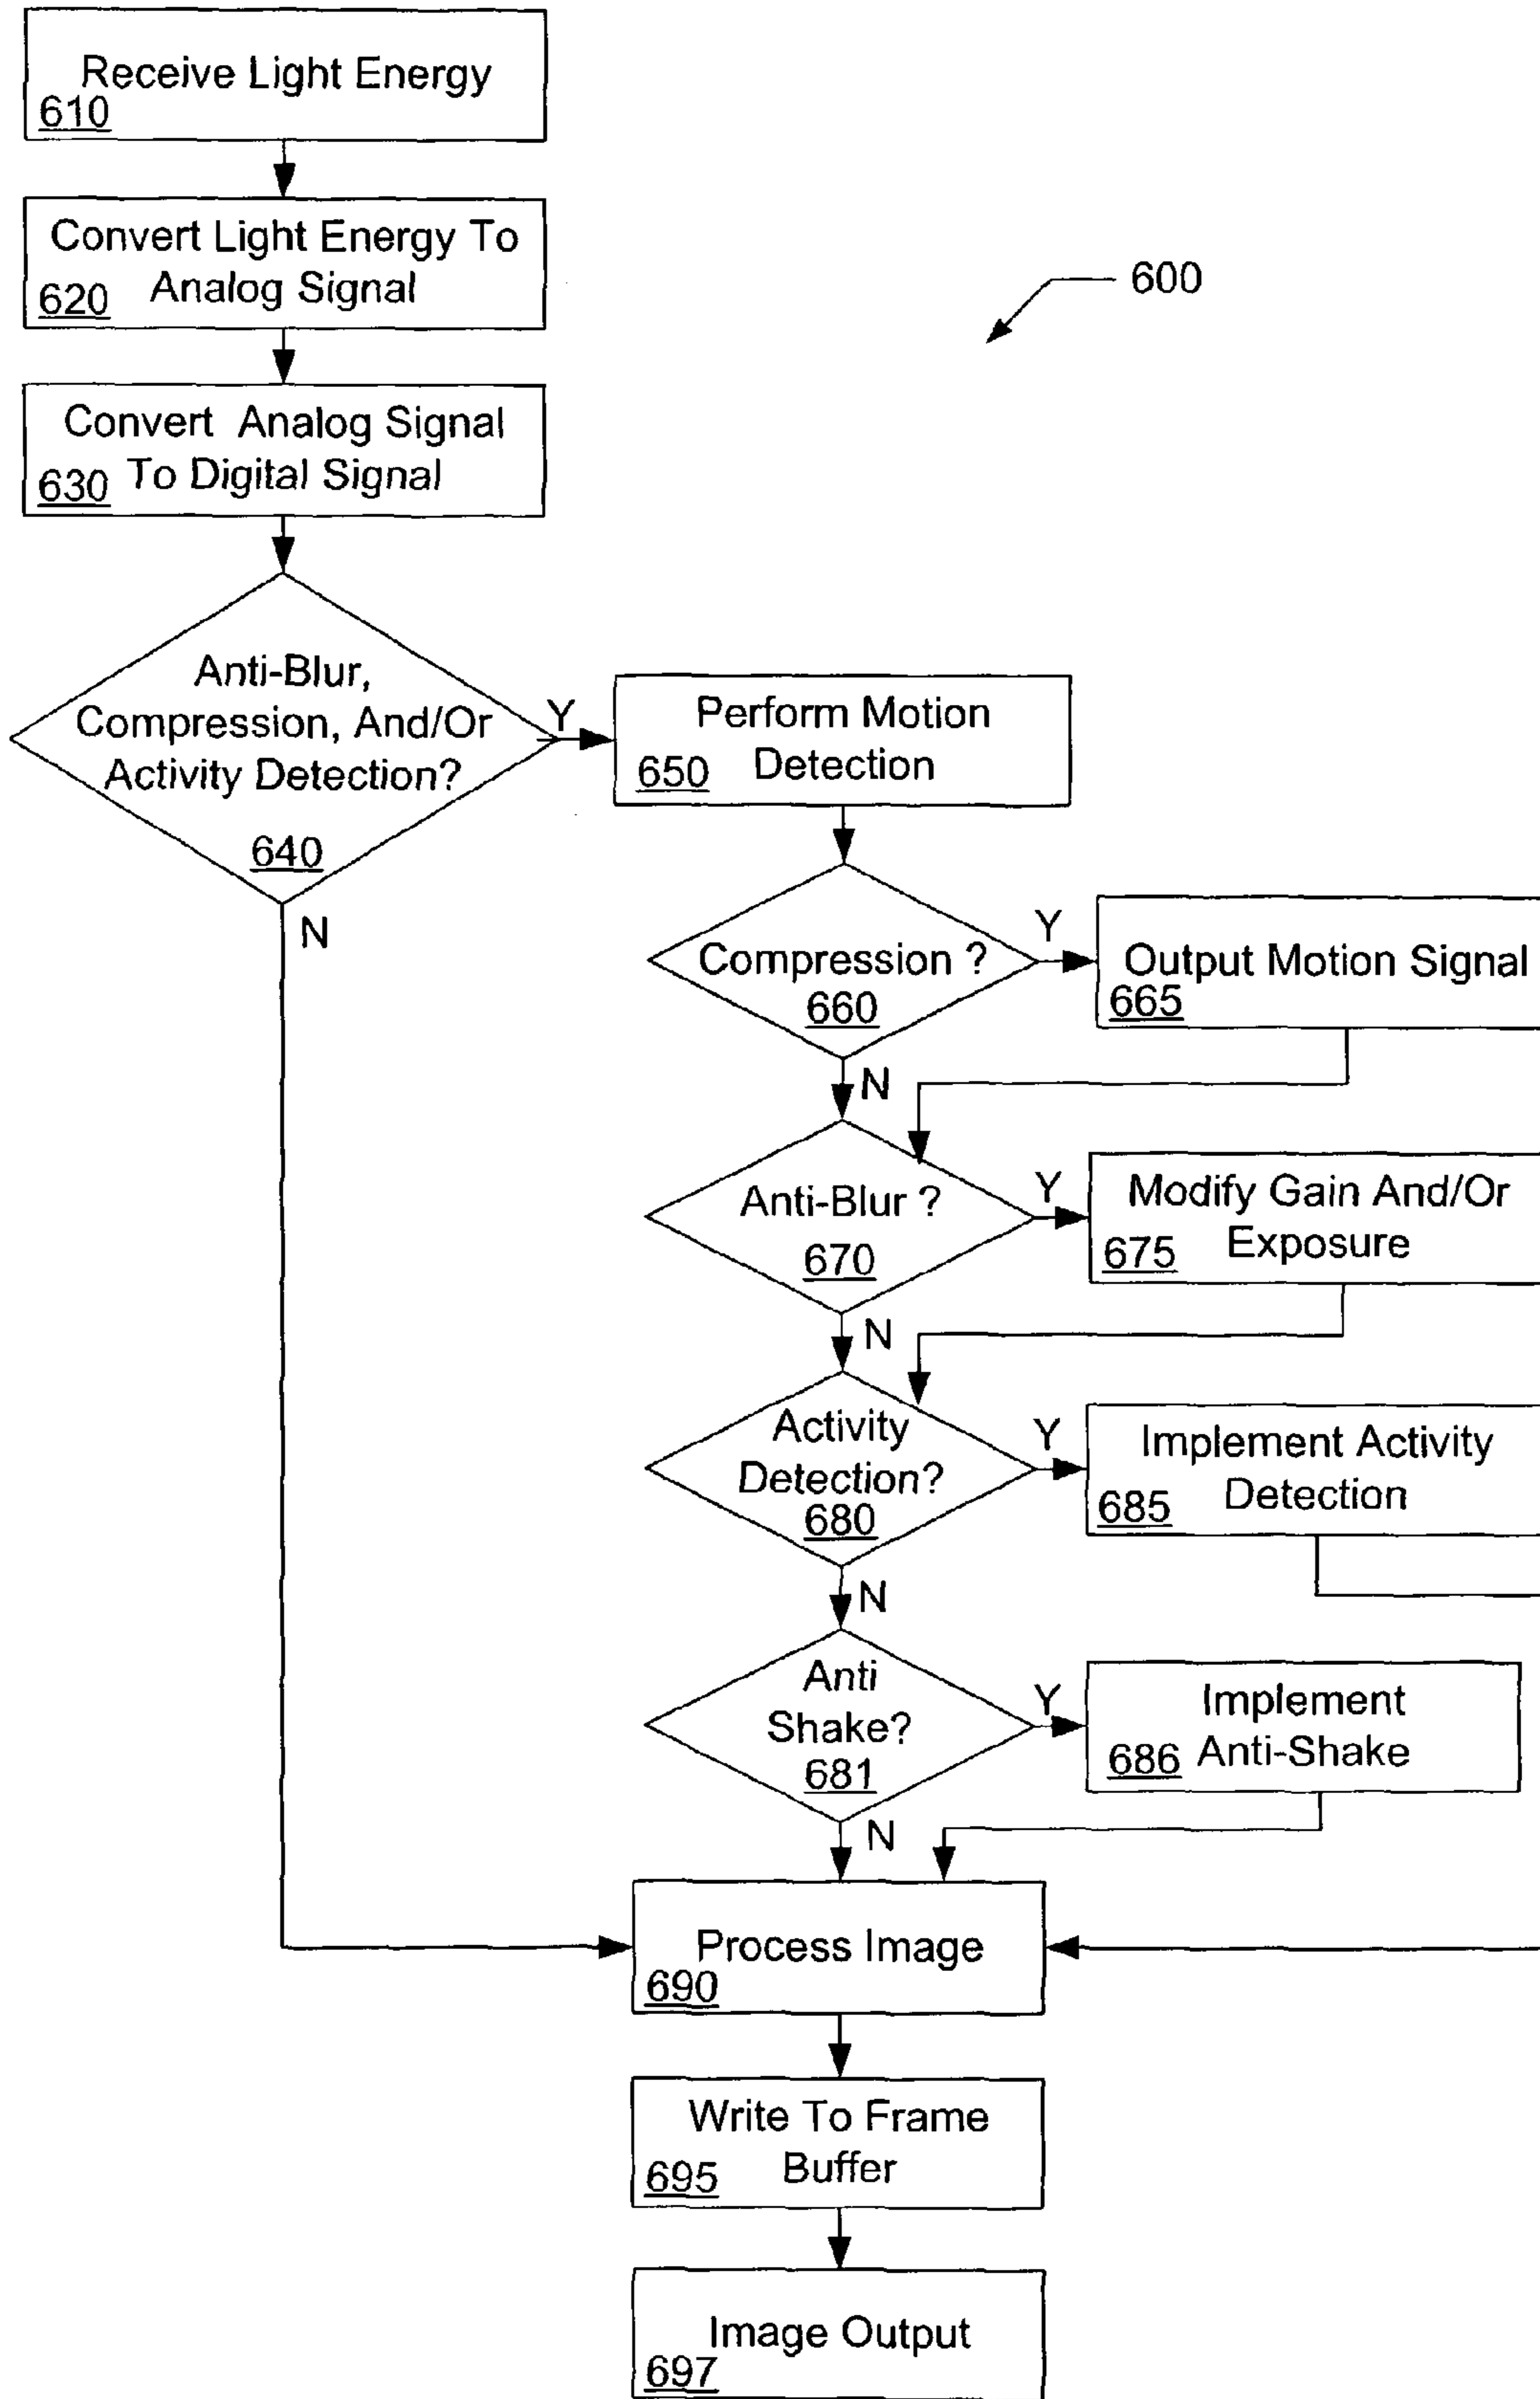 Receive Light Energy
610
Convert Light Energy To
620 Analog Signal
600
Convert Analog Signal
630 To Digital Signal
Anti-Blur,
Compression, And/Or
Activity Detection?
640
Y
N
Perform Motion
650 Detection
Compression ?
660
Y
N
Output Motion Signal
665
Anti-Blur ?
670
Y
N
Modify Gain And/Or
675 Exposure
Activity
Detection?
680
Y
N
Implement Activity
685 Detection
Anti
Shake?
681
Y
N
Implement
686 Anti-Shake
Process Image
690
Write To Frame
695 Buffer
Image Output
697